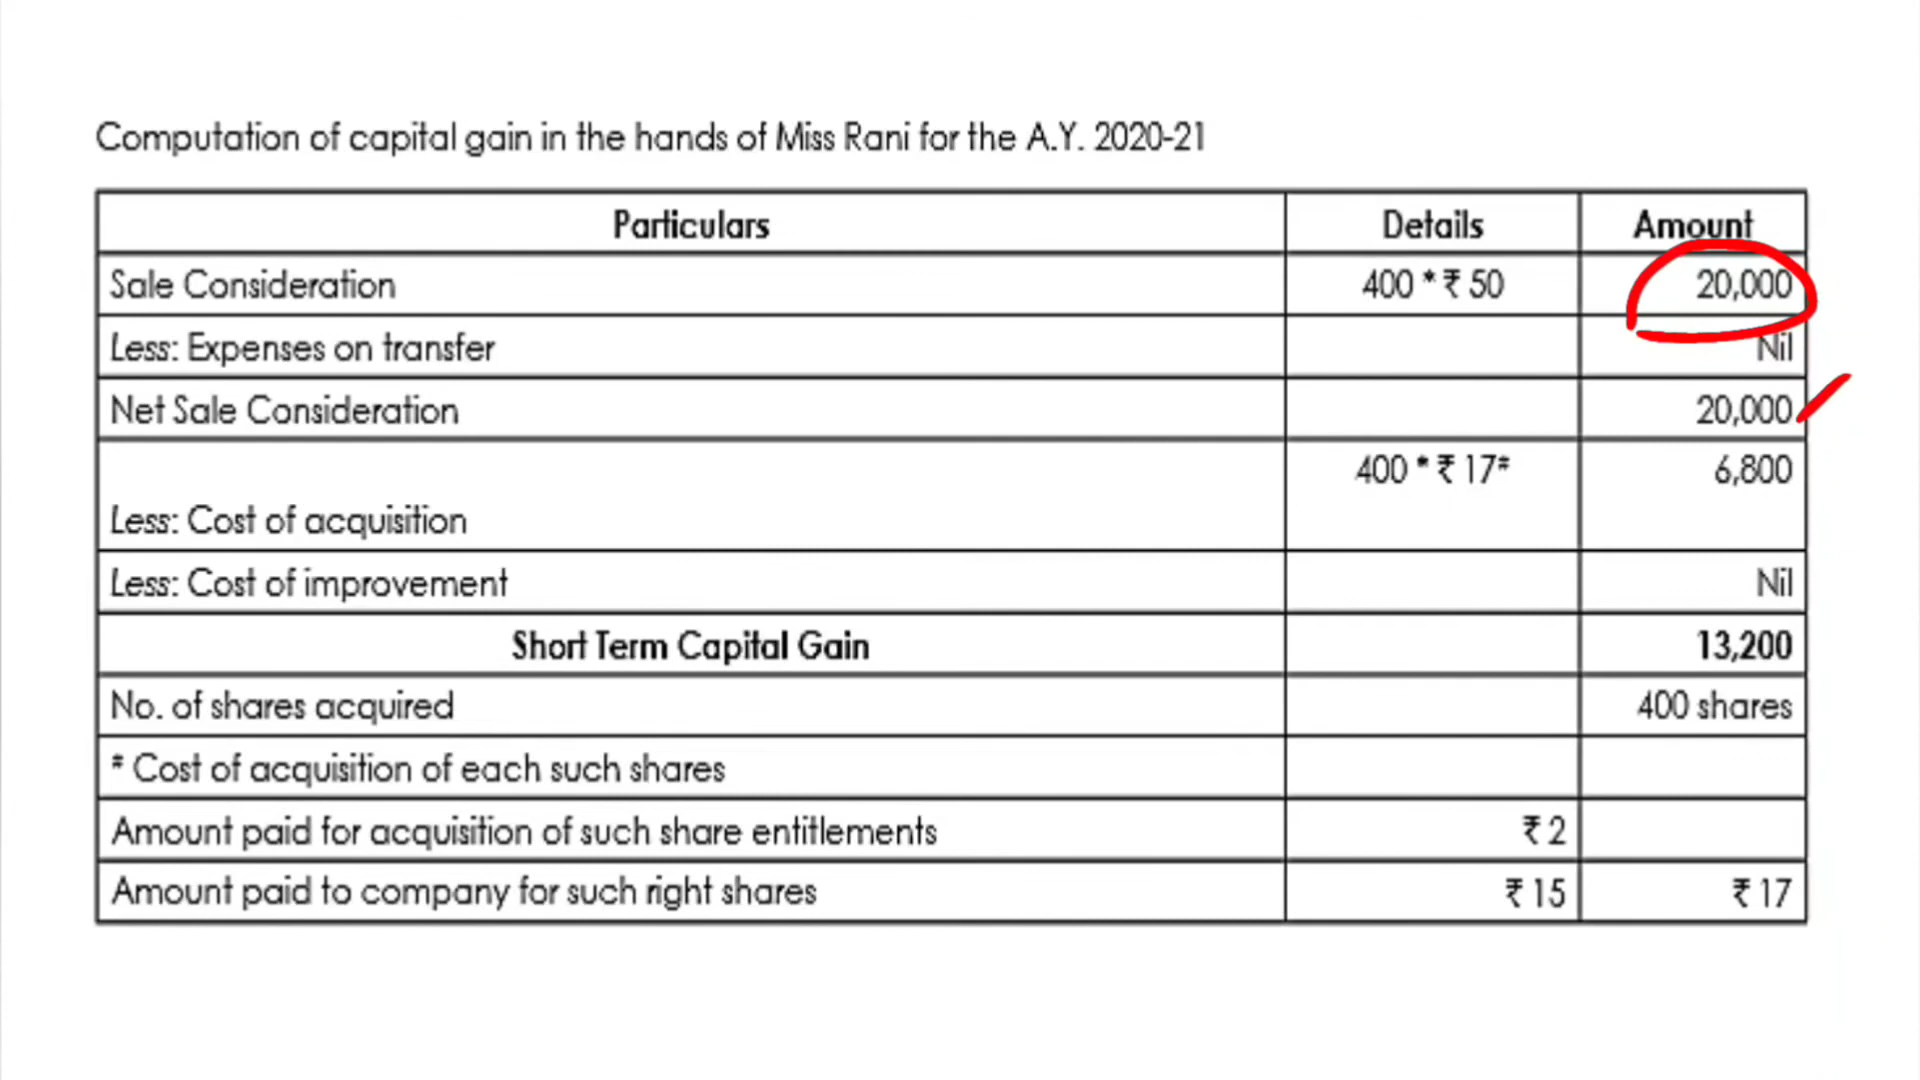 Computation of capital gain in the hands of Miss Rani for the A.Y. 2020-21
Particulars Details Amount
Sale Consideration 400 * ₹ 50 20,000
Less: Expenses on transfer Nil
Net Sale Consideration 20,000
400 * ₹ 17# 6,800
Less: Cost of acquisition
Less: Cost of improvement Nil
Short Term Capital Gain 13,200
No. of shares acquired 400 shares
# Cost of acquisition of each such shares
Amount paid for acquisition of such share entitlements ₹ 2
Amount paid to company for such right shares ₹ 15 ₹ 17